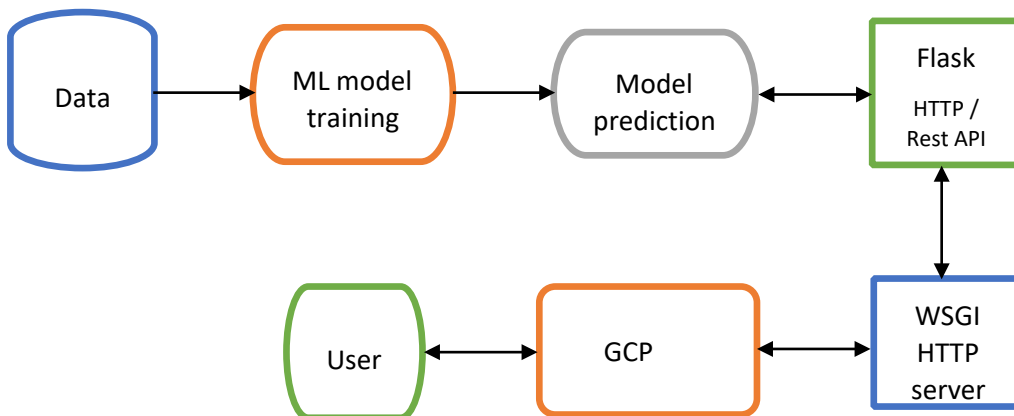 Data
ML model
training
Model
prediction
Flask
HTTP /
Rest API
User
GCP
WSGI
HTTP
server